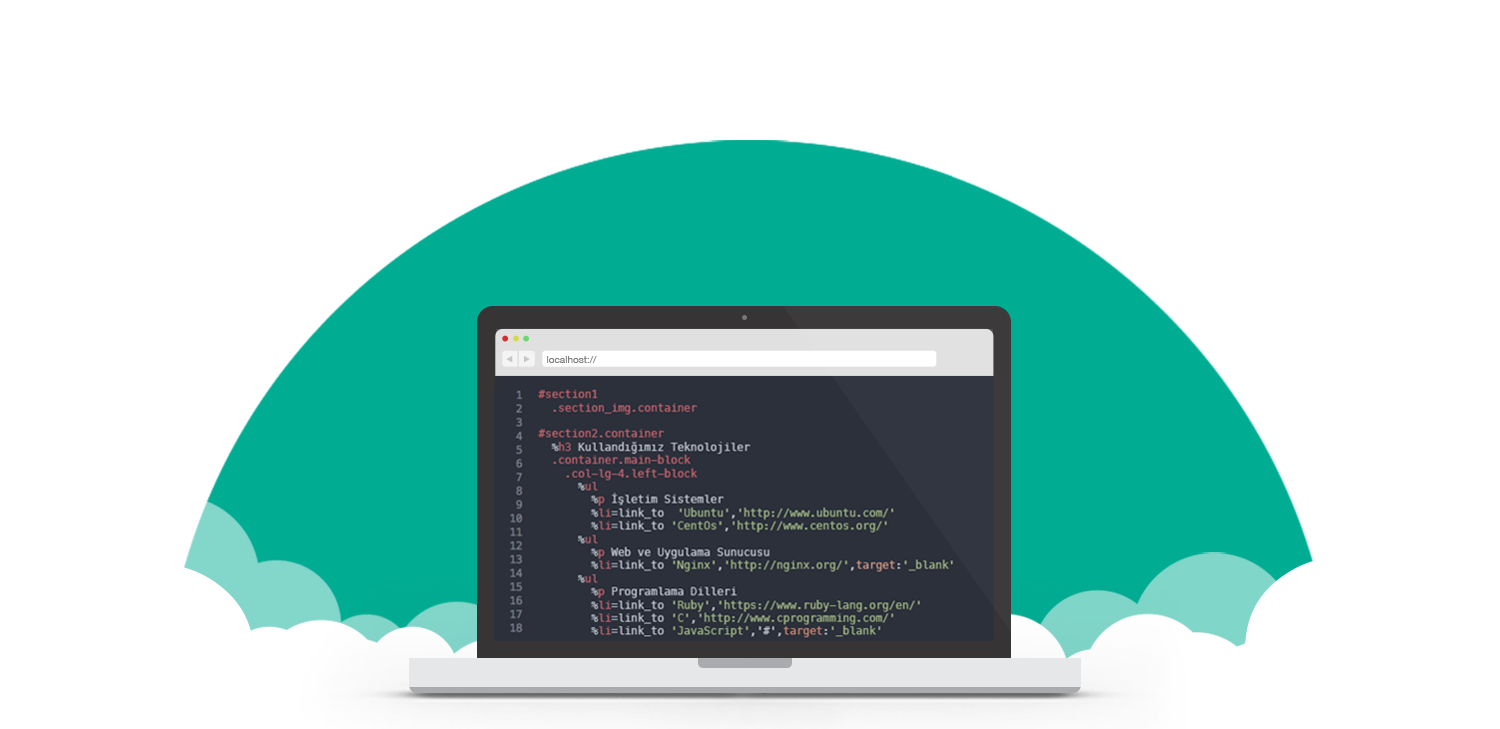 localhost://
1 #section1
2 .section_img.container
3
4 #section2.container
5 %h3 Kullandığımız Teknolojiler
6 .container.main-block
7 .col-lg-4.left-block
8 %ul
9 %p İşletim Sistemler
10 %li=link_to 'Ubuntu','http://www.ubuntu.com/'
11 %li=link_to 'CentOs','http://www.centos.org/'
12 %ul
13 %p Web ve Uygulama Sunucusu
14 %li=link_to 'Nginx','http://nginx.org/',target:'_blank'
15 %ul
16 %p Programlama Dilleri
17 %li=link_to 'Ruby','https://www.ruby-lang.org/en/'
18 %li=link_to 'C','http://www.cprogramming.com/'
%li=link_to 'JavaScript','#',target:'_blank'